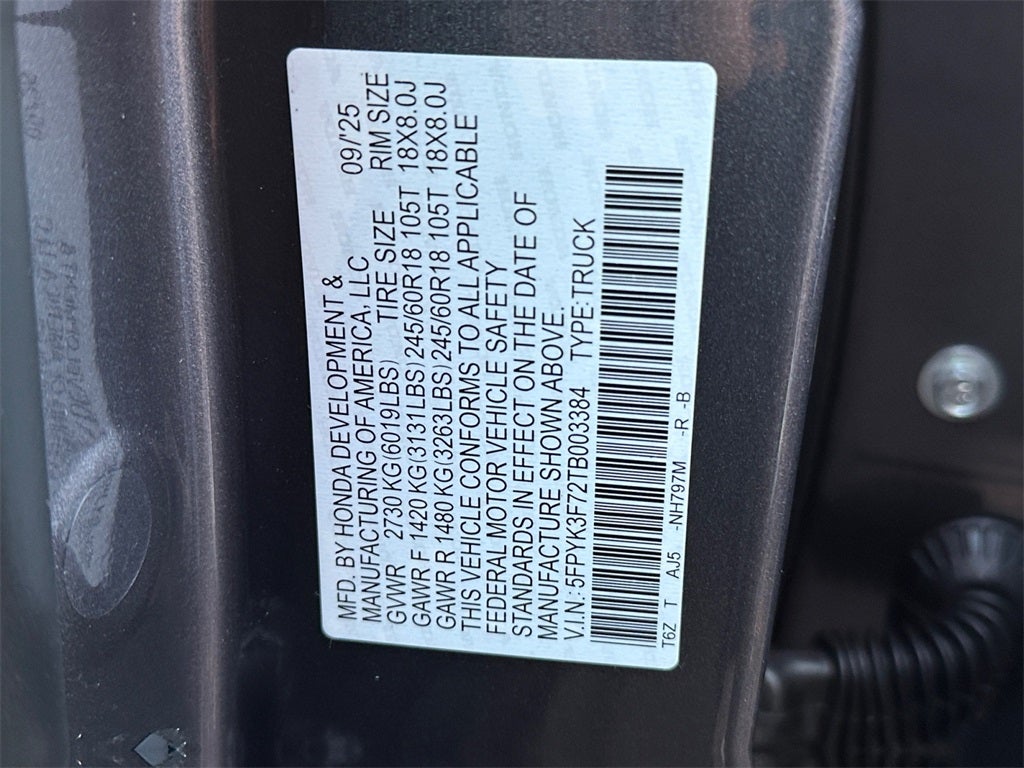 MFD. BY HONDA DEVELOPMENT & 09/'25
MANUFACTURING OF AMERICA, LLC
GVWR 2730 KG(6019LBS) TIRE SIZE RIM SIZE
GAWR F 1420 KG(3131LBS) 245/60R18 105T 18X8.0J
GAWR R 1480 KG(3263LBS) 245/60R18 105T 18X8.0J
THIS VEHICLE CONFORMS TO ALL APPLICABLE
FEDERAL MOTOR VEHICLE SAFETY
STANDARDS IN EFFECT ON THE DATE OF
MANUFACTURE SHOWN ABOVE.
V.I.N.: 5FPYK3F72TB003384 TYPE:TRUCK
T6Z T AJ5 -NH797M -R -B